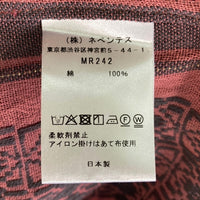 （株）ネペンテス
東京都渋谷区神宮前5-44-1
MR242
綿 100%
柔軟剤禁止
アイロン掛けはあて布使用
日本製